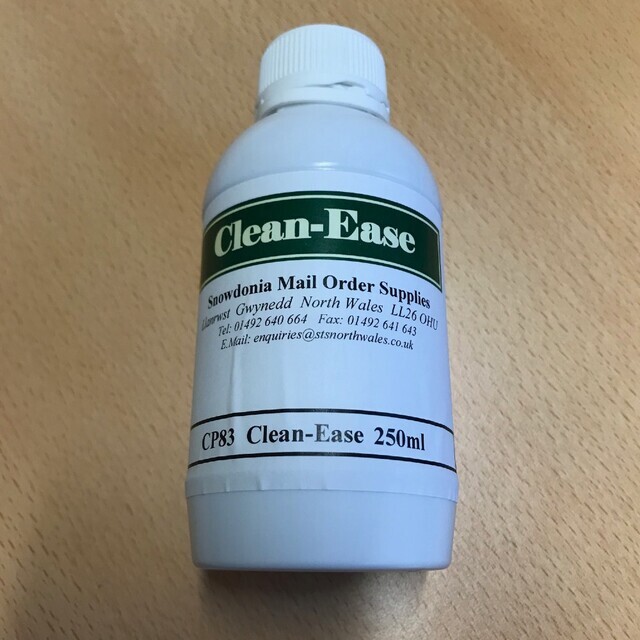 Clean-Ease
Snowdonia Mail Order Supplies
Llanrwst Gwynedd North Wales LL26 OHU
Tel: 01492 640 664 Fax: 01492 641 643
E.Mail: enquiries@stsnorthwales.co.uk
CP83 Clean-Ease 250ml